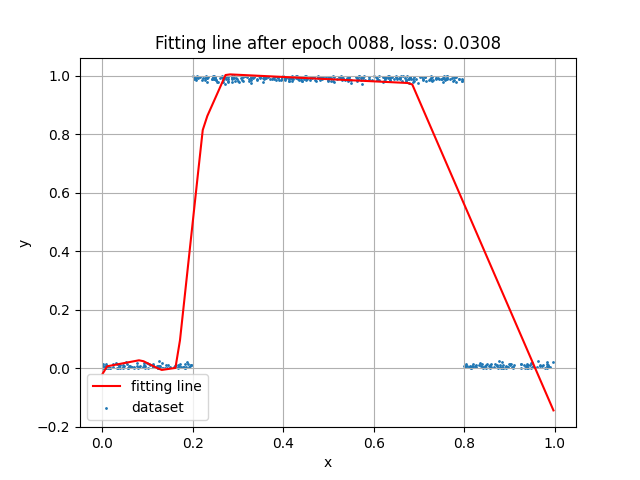 Fitting line after epoch 0088, loss: 0.0308
1.0
0.8
0.6
0.4
0.2
0.0
−0.2
y
fitting line
dataset
0.0 0.2 0.4 0.6 0.8 1.0
x